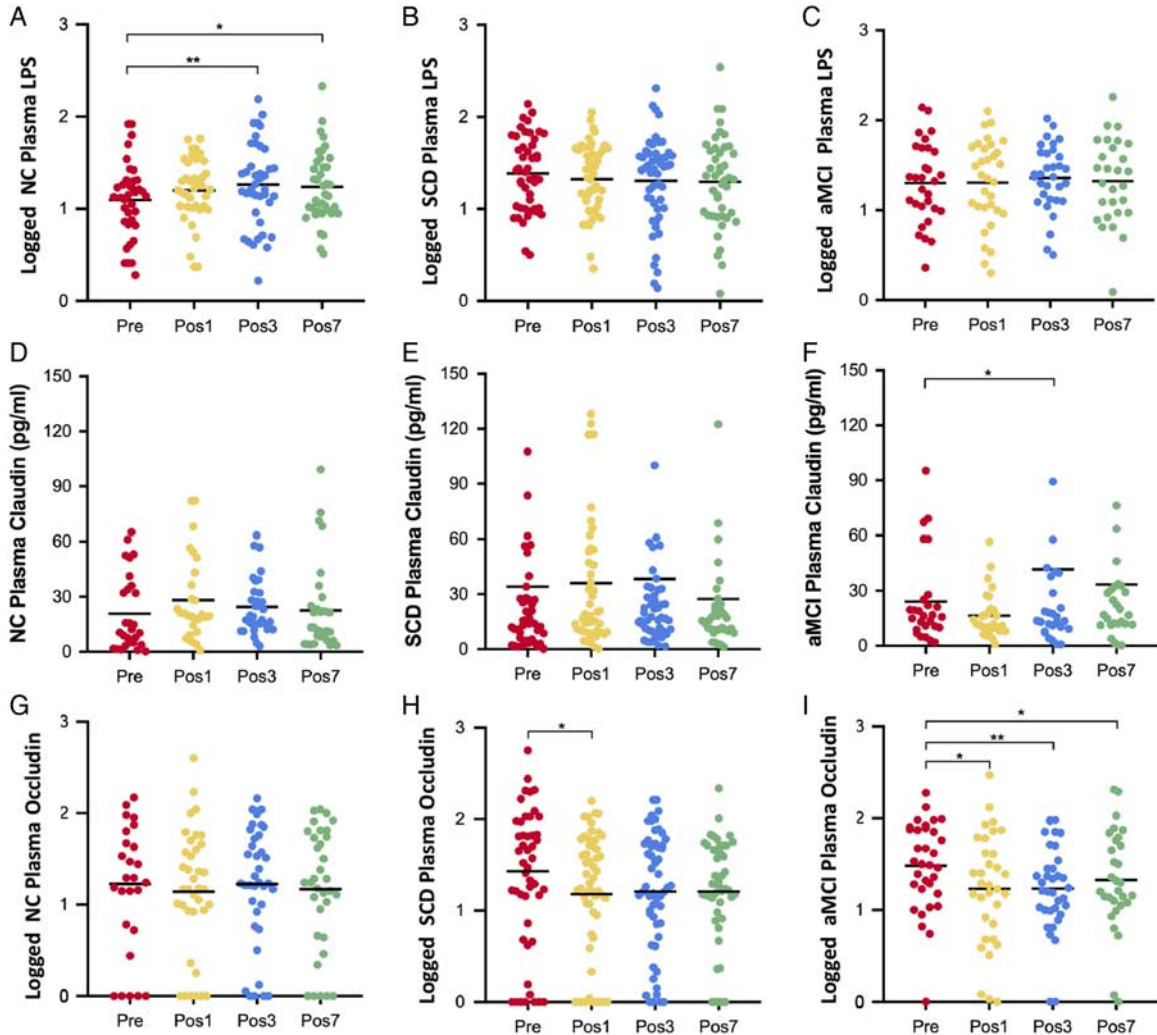 A
Logged NC Plasma LPS
3
2
1
0
*
**
Pre Pos1 Pos3 Pos7
B
Logged SCD Plasma LPS
3
2
1
0
Pre Pos1 Pos3 Pos7
C
Logged aMCI Plasma LPS
3
2
1
0
Pre Pos1 Pos3 Pos7
D
NC Plasma Claudin (pg/ml)
150
120
90
60
30
0
Pre Pos1 Pos3 Pos7
E
SCD Plasma Claudin (pg/ml)
150
120
90
60
30
0
Pre Pos1 Pos3 Pos7
F
aMCI Plasma Claudin (pg/ml)
150
120
90
60
30
0
*
Pre Pos1 Pos3 Pos7
G
Logged NC Plasma Occludin
3
2
1
0
Pre Pos1 Pos3 Pos7
H
Logged SCD Plasma Occludin
3
2
1
0
*
Pre Pos1 Pos3 Pos7
I
Logged aMCI Plasma Occludin
3
2
1
0
*
**
*
Pre Pos1 Pos3 Pos7